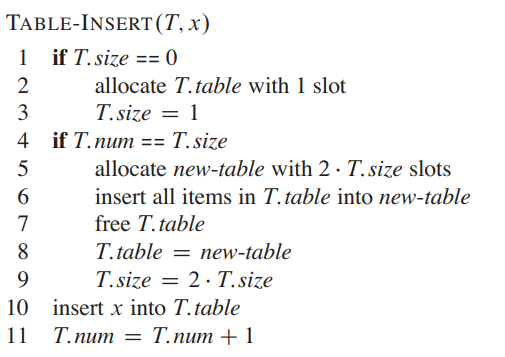 TABLE-INSERT(T, x)
1 if T.size == 0
2 allocate T.table with 1 slot
3 T.size = 1
4 if T.num == T.size
5 allocate new-table with 2 · T.size slots
6 insert all items in T.table into new-table
7 free T.table
8 T.table = new-table
9 T.size = 2 · T.size
10 insert x into T.table
11 T.num = T.num + 1